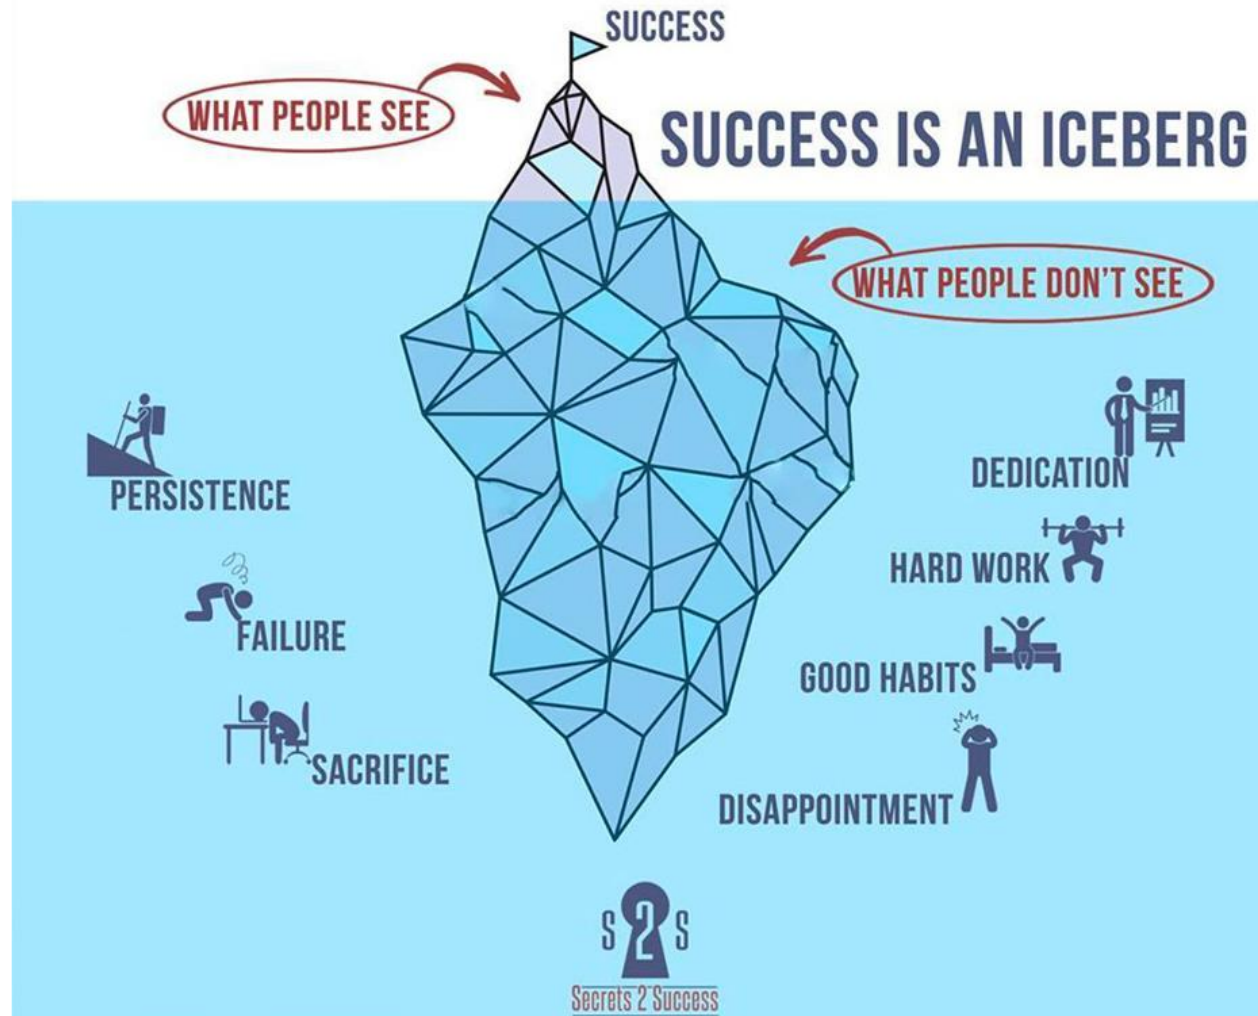 SUCCESS
WHAT PEOPLE SEE
SUCCESS IS AN ICEBERG
WHAT PEOPLE DON'T SEE
PERSISTENCE
FAILURE
SACRIFICE
DEDICATION
HARD WORK
GOOD HABITS
DISAPPOINTMENT
S 2 S
Secrets 2 Success